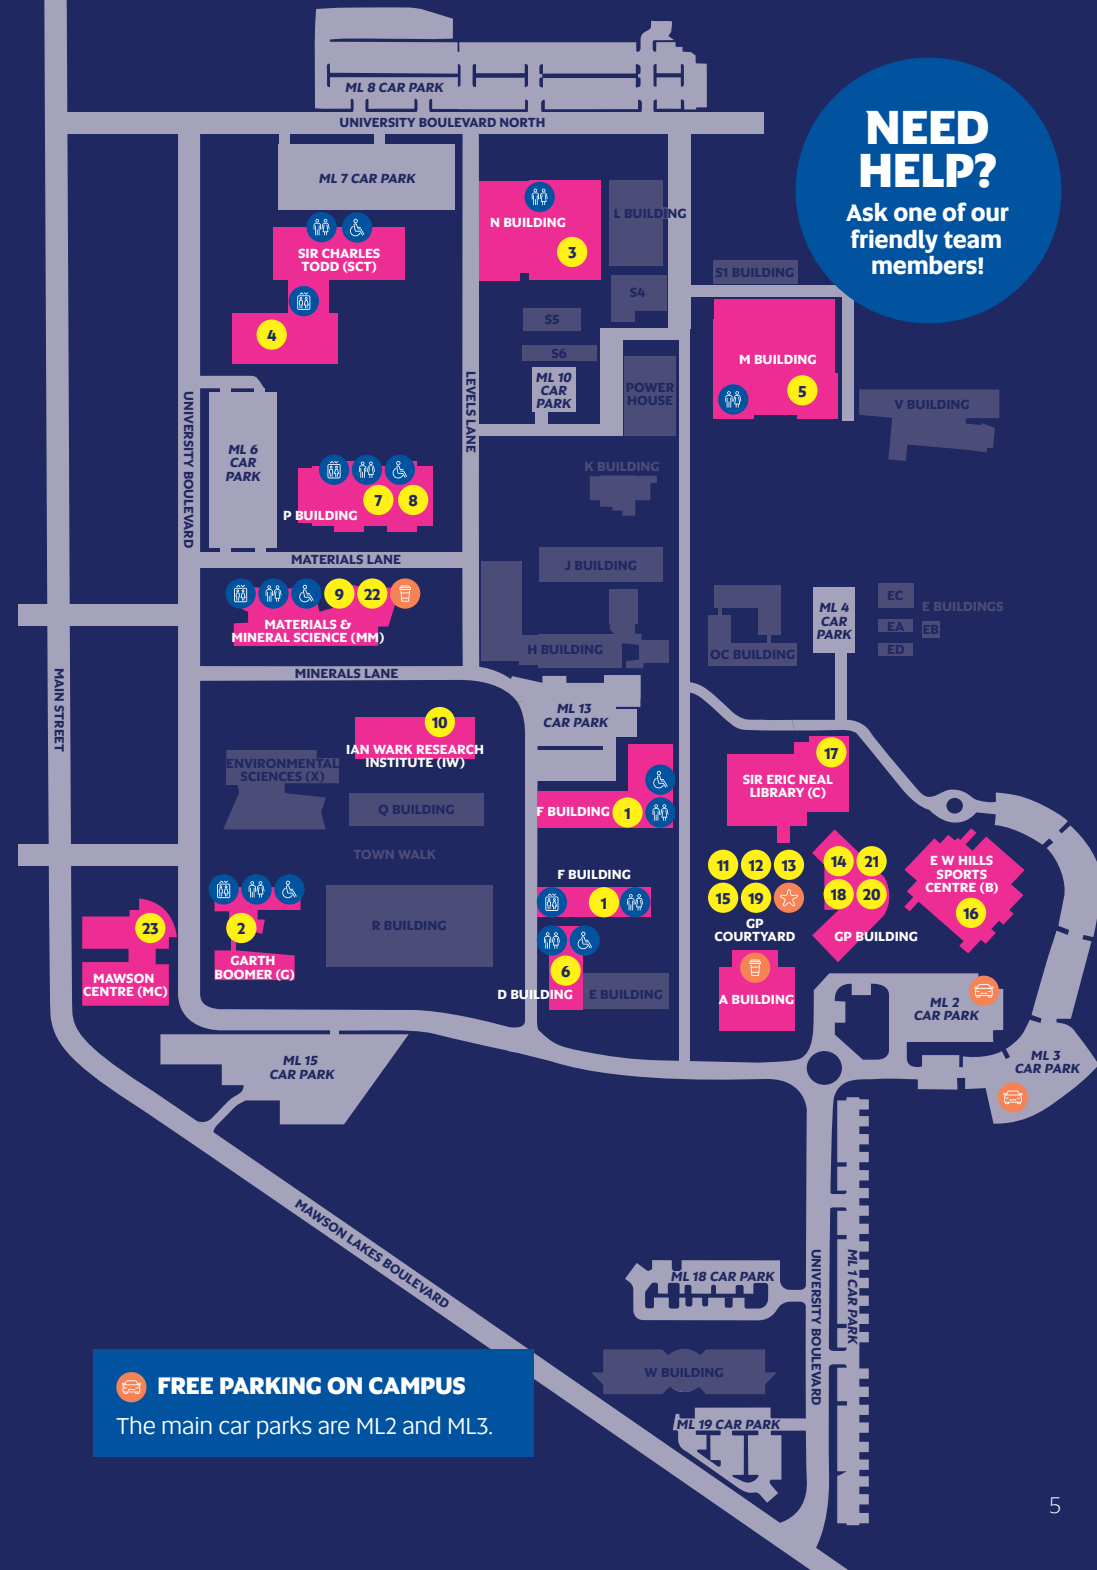 ML 8 CAR PARK
UNIVERSITY BOULEVARD NORTH
NEED
HELP?
Ask one of our
friendly team
members!
ML 7 CAR PARK
N BUILDING
3
L BUILDING
SIR CHARLES
TODD (SCT)
4
S1 BUILDING
S4
S5
S6
M BUILDING
5
ML 10
CAR
PARK
POWER
HOUSE
V BUILDING
LEVELS LANE
UNIVERSITY BOULEVARD
ML 6
CAR
PARK
K BUILDING
7
8
P BUILDING
MATERIALS LANE
J BUILDING
9
22
MATERIALS &
MINERAL SCIENCE (MM)
ML 4
CAR
PARK
EC
E BUILDINGS
EA
EB
ED
H BUILDING
OC BUILDING
MINERALS LANE
MAIN STREET
ML 13
CAR PARK
10
IAN WARK RESEARCH
INSTITUTE (IW)
ENVIRONMENTAL
SCIENCES (X)
17
SIR ERIC NEAL
LIBRARY (C)
Q BUILDING
F BUILDING
1
TOWN WALK
11
12
13
14
21
E W HILLS
SPORTS
CENTRE (B)
16
F BUILDING
1
15
19
18
20
GP
COURTYARD
GP BUILDING
R BUILDING
23
MAWSON
CENTRE (MC)
2
GARTH
BOOMER (G)
6
D BUILDING
E BUILDING
A BUILDING
ML 2
CAR PARK
ML 3
CAR PARK
ML 15
CAR PARK
MAWSON LAKES BOULEVARD
ML 18 CAR PARK
UNIVERSITY BOULEVARD
ML 1 CAR PARK
W BUILDING
ML 19 CAR PARK
FREE PARKING ON CAMPUS
The main car parks are ML2 and ML3.
5